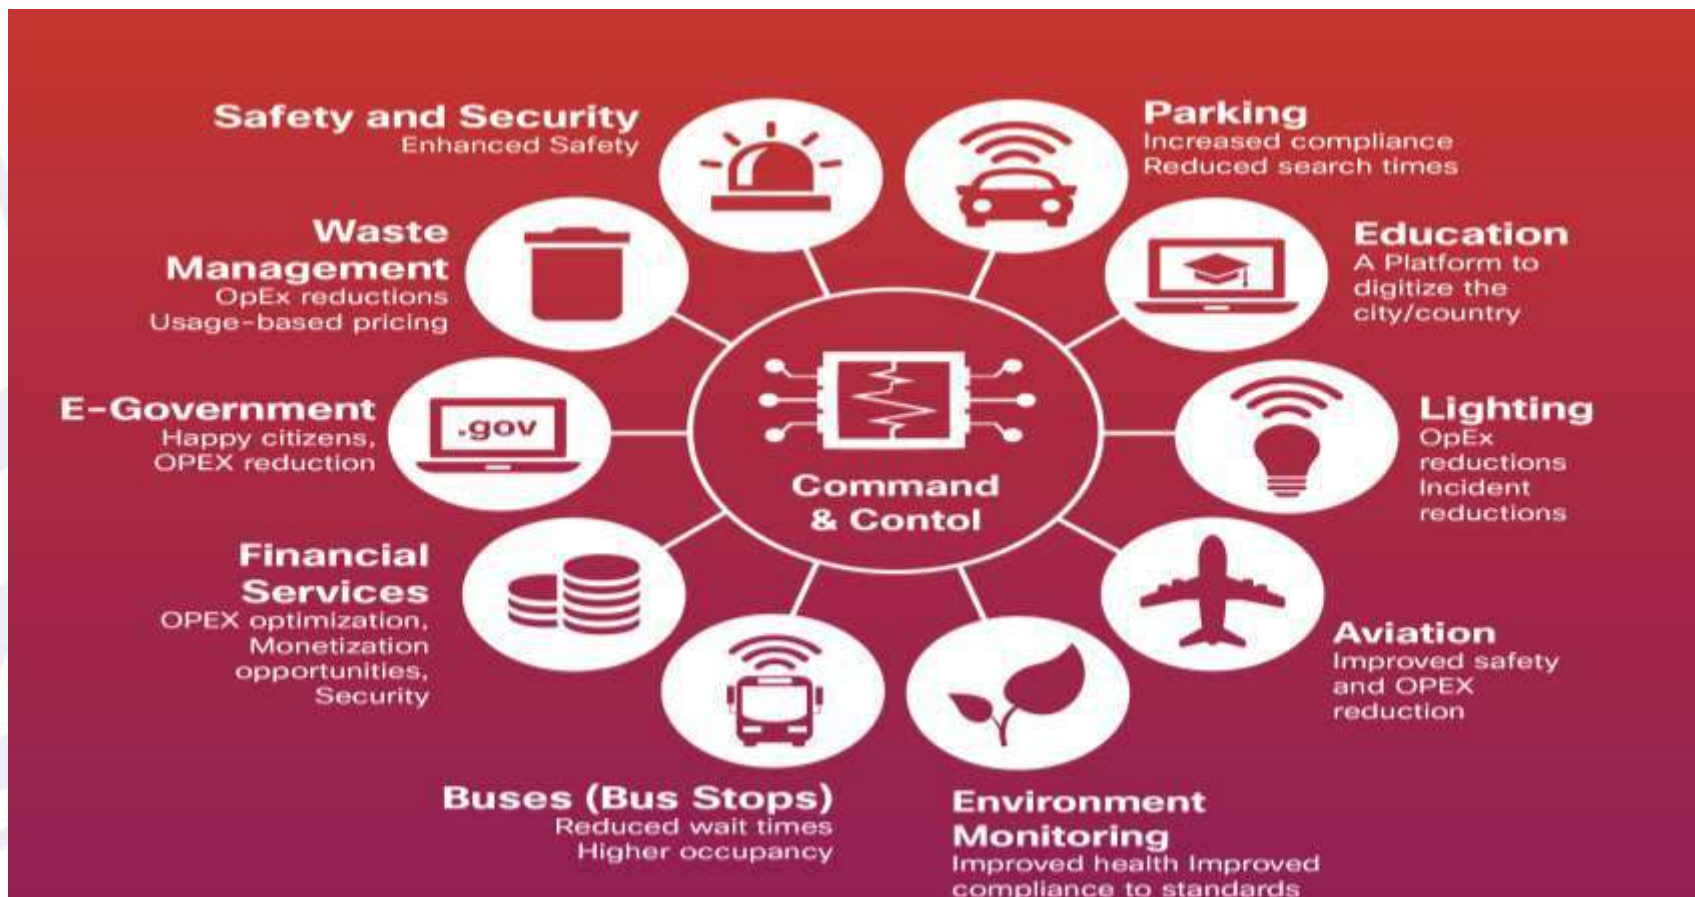 Safety and Security
Enhanced Safety
Parking
Increased compliance
Reduced search times
Waste
Management
OpEx reductions
Usage-based pricing
Education
A Platform to
digitize the
city/country
E-Government
Happy citizens,
OPEX reduction
.gov
Command
& Contol
Lighting
OpEx
reductions
Incident
reductions
Financial
Services
OPEX optimization,
Monetization
opportunities,
Security
Aviation
Improved safety
and OPEX
reduction
Buses (Bus Stops)
Reduced wait times
Higher occupancy
Environment
Monitoring
Improved health Improved
compliance to standards